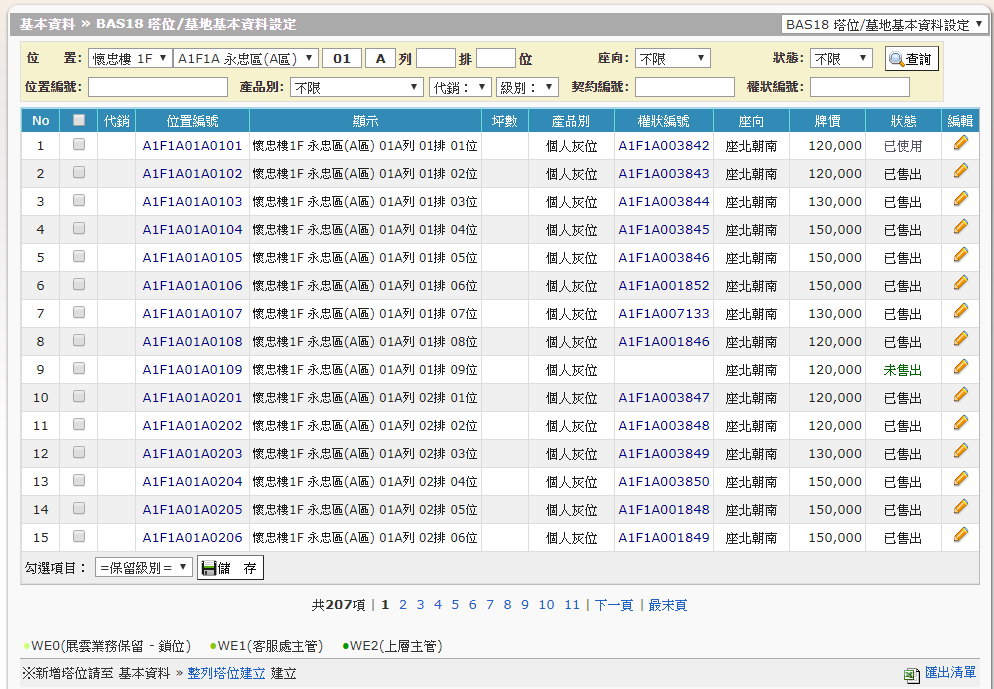 基本資料 » BAS18 塔位/墓地基本資料設定 BAS18 塔位/墓地基本資料設定
位 置: 懷忠樓 1F A1F1A 永忠區(A區) 01 A 列 排 位 座向: 不限 狀態: 不限 查詢
位置編號: 產品別: 不限 代銷: 級別: 契約編號: 權狀編號:
No 代銷 位置編號 顯示 坪數 產品別 權狀編號 座向 牌價 狀態 編輯
1 A1F1A01A0101 懷忠樓1F 永忠區(A區) 01A列 01排 01位 個人灰位 A1F1A003842 座北朝南 120,000 已使用
2 A1F1A01A0102 懷忠樓1F 永忠區(A區) 01A列 01排 02位 個人灰位 A1F1A003843 座北朝南 120,000 已售出
3 A1F1A01A0103 懷忠樓1F 永忠區(A區) 01A列 01排 03位 個人灰位 A1F1A003844 座北朝南 130,000 已售出
4 A1F1A01A0104 懷忠樓1F 永忠區(A區) 01A列 01排 04位 個人灰位 A1F1A003845 座北朝南 150,000 已售出
5 A1F1A01A0105 懷忠樓1F 永忠區(A區) 01A列 01排 05位 個人灰位 A1F1A003846 座北朝南 150,000 已售出
6 A1F1A01A0106 懷忠樓1F 永忠區(A區) 01A列 01排 06位 個人灰位 A1F1A001852 座北朝南 150,000 已售出
7 A1F1A01A0107 懷忠樓1F 永忠區(A區) 01A列 01排 07位 個人灰位 A1F1A007133 座北朝南 130,000 已售出
8 A1F1A01A0108 懷忠樓1F 永忠區(A區) 01A列 01排 08位 個人灰位 A1F1A001846 座北朝南 120,000 已售出
9 A1F1A01A0109 懷忠樓1F 永忠區(A區) 01A列 01排 09位 個人灰位 座北朝南 120,000 未售出
10 A1F1A01A0201 懷忠樓1F 永忠區(A區) 01A列 02排 01位 個人灰位 A1F1A003847 座北朝南 120,000 已售出
11 A1F1A01A0202 懷忠樓1F 永忠區(A區) 01A列 02排 02位 個人灰位 A1F1A003848 座北朝南 120,000 已售出
12 A1F1A01A0203 懷忠樓1F 永忠區(A區) 01A列 02排 03位 個人灰位 A1F1A003849 座北朝南 130,000 已售出
13 A1F1A01A0204 懷忠樓1F 永忠區(A區) 01A列 02排 04位 個人灰位 A1F1A003850 座北朝南 150,000 已售出
14 A1F1A01A0205 懷忠樓1F 永忠區(A區) 01A列 02排 05位 個人灰位 A1F1A001848 座北朝南 150,000 已售出
15 A1F1A01A0206 懷忠樓1F 永忠區(A區) 01A列 02排 06位 個人灰位 A1F1A001849 座北朝南 150,000 已售出
勾選項目: =保留級別= 儲 存
共207項 | 1 2 3 4 5 6 7 8 9 10 11 | 下一頁 | 最末頁
●WE0(展雲業務保留 - 鎖位) ●WE1(客服處主管) ●WE2(上層主管)
※新增塔位請至 基本資料 » 整列塔位建立 建立 匯出清單